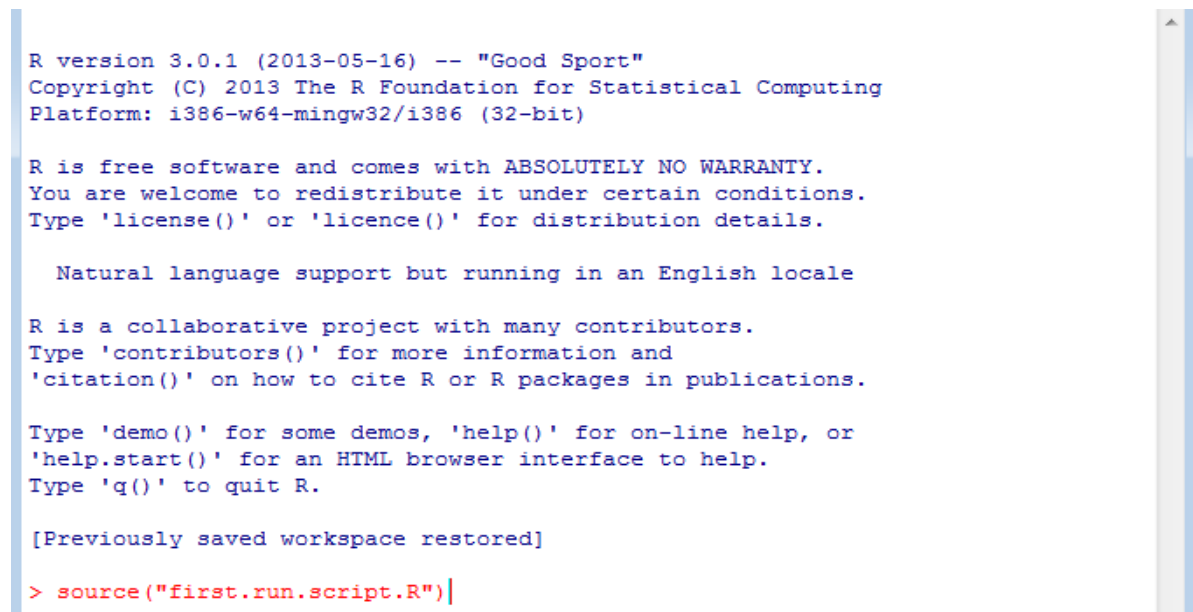 R version 3.0.1 (2013-05-16) -- "Good Sport"
Copyright (C) 2013 The R Foundation for Statistical Computing
Platform: i386-w64-mingw32/i386 (32-bit)
R is free software and comes with ABSOLUTELY NO WARRANTY.
You are welcome to redistribute it under certain conditions.
Type 'license()' or 'licence()' for distribution details.
Natural language support but running in an English locale
R is a collaborative project with many contributors.
Type 'contributors()' for more information and
'citation()' on how to cite R or R packages in publications.
Type 'demo()' for some demos, 'help()' for on-line help, or
'help.start()' for an HTML browser interface to help.
Type 'q()' to quit R.
[Previously saved workspace restored]
> source("first.run.script.R")